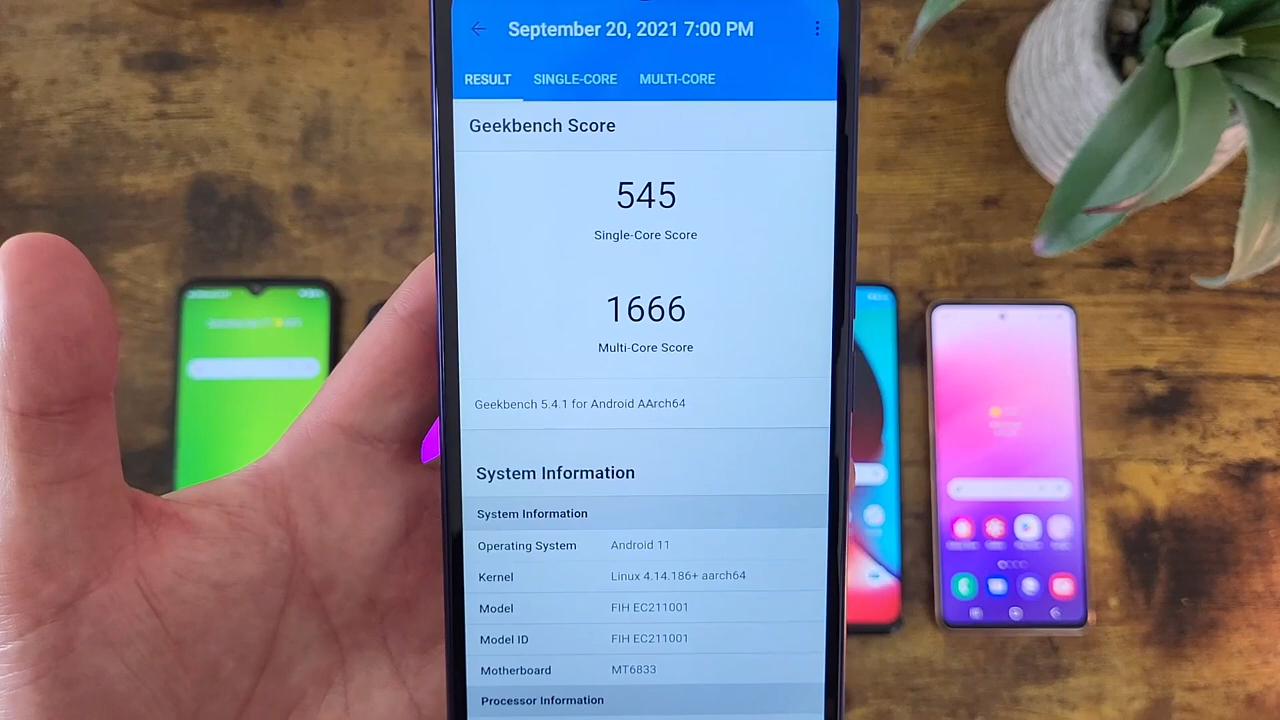 September 20, 2021 7:00 PM
RESULT SINGLE-CORE MULTI-CORE
Geekbench Score
545
Single-Core Score
1666
Multi-Core Score
Geekbench 5.4.1 for Android AArch64
System Information
System Information
Operating System Android 11
Kernel Linux 4.14.186+ aarch64
Model FIH EC211001
Model ID FIH EC211001
Motherboard MT6833
Processor Information